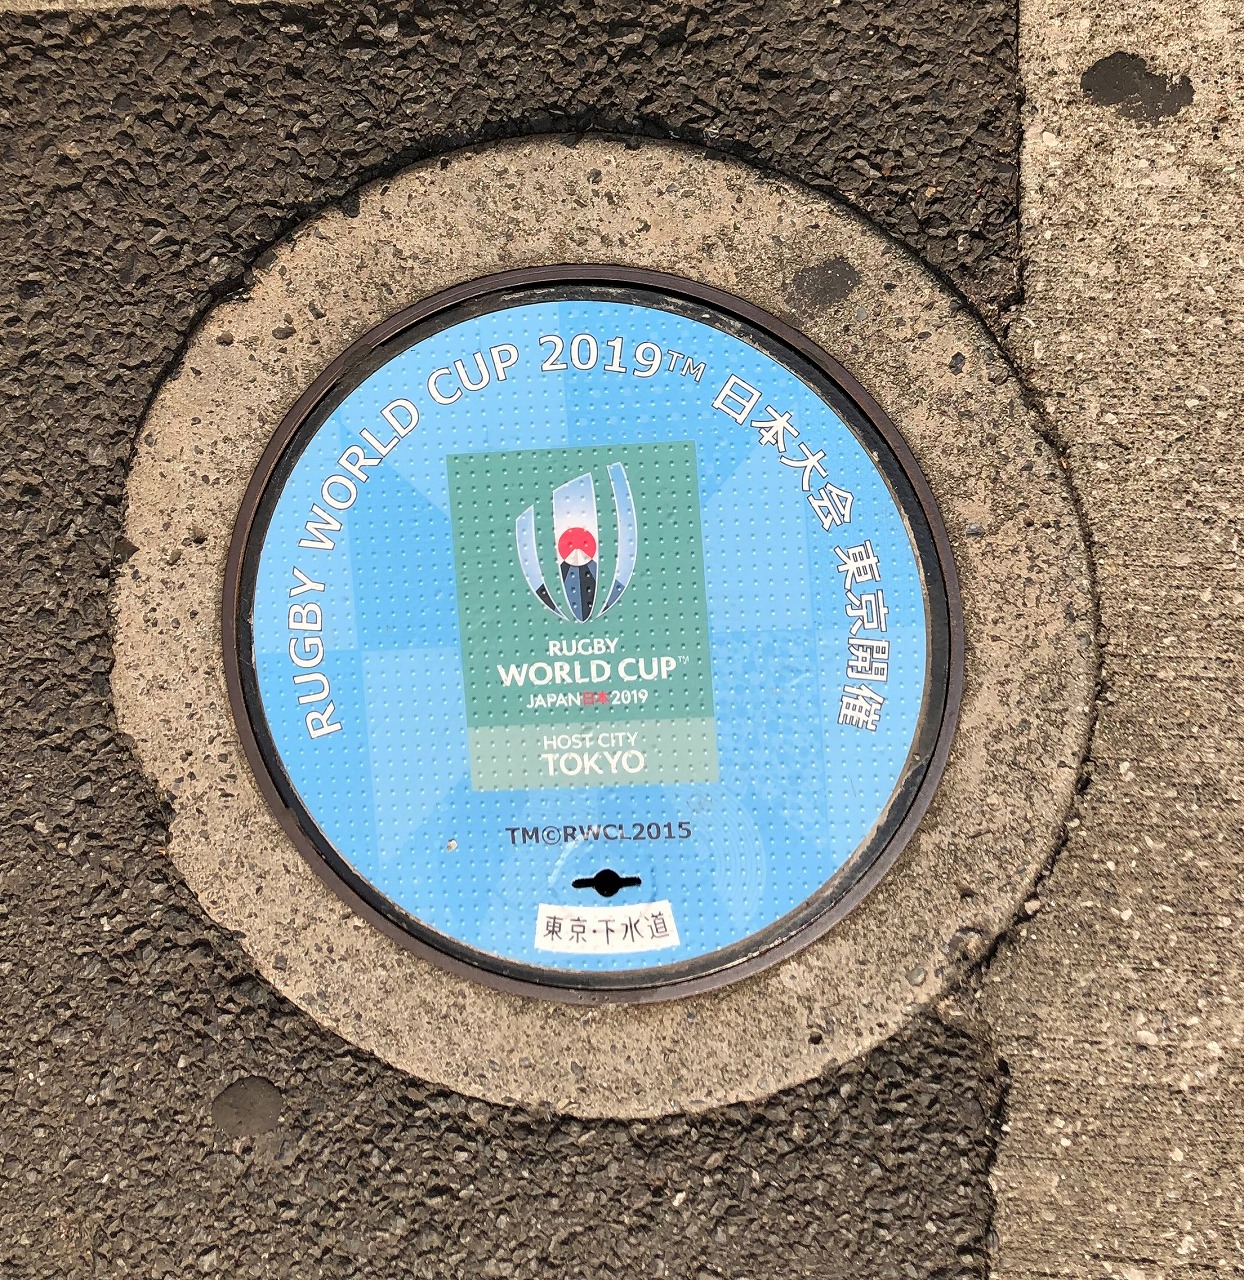 RUGBY WORLD CUP 2019™ 日本大会 東京開催
RUGBY
WORLD CUP™
JAPAN日本2019
HOST CITY
TOKYO
TM©RWCL2015
東京・下水道